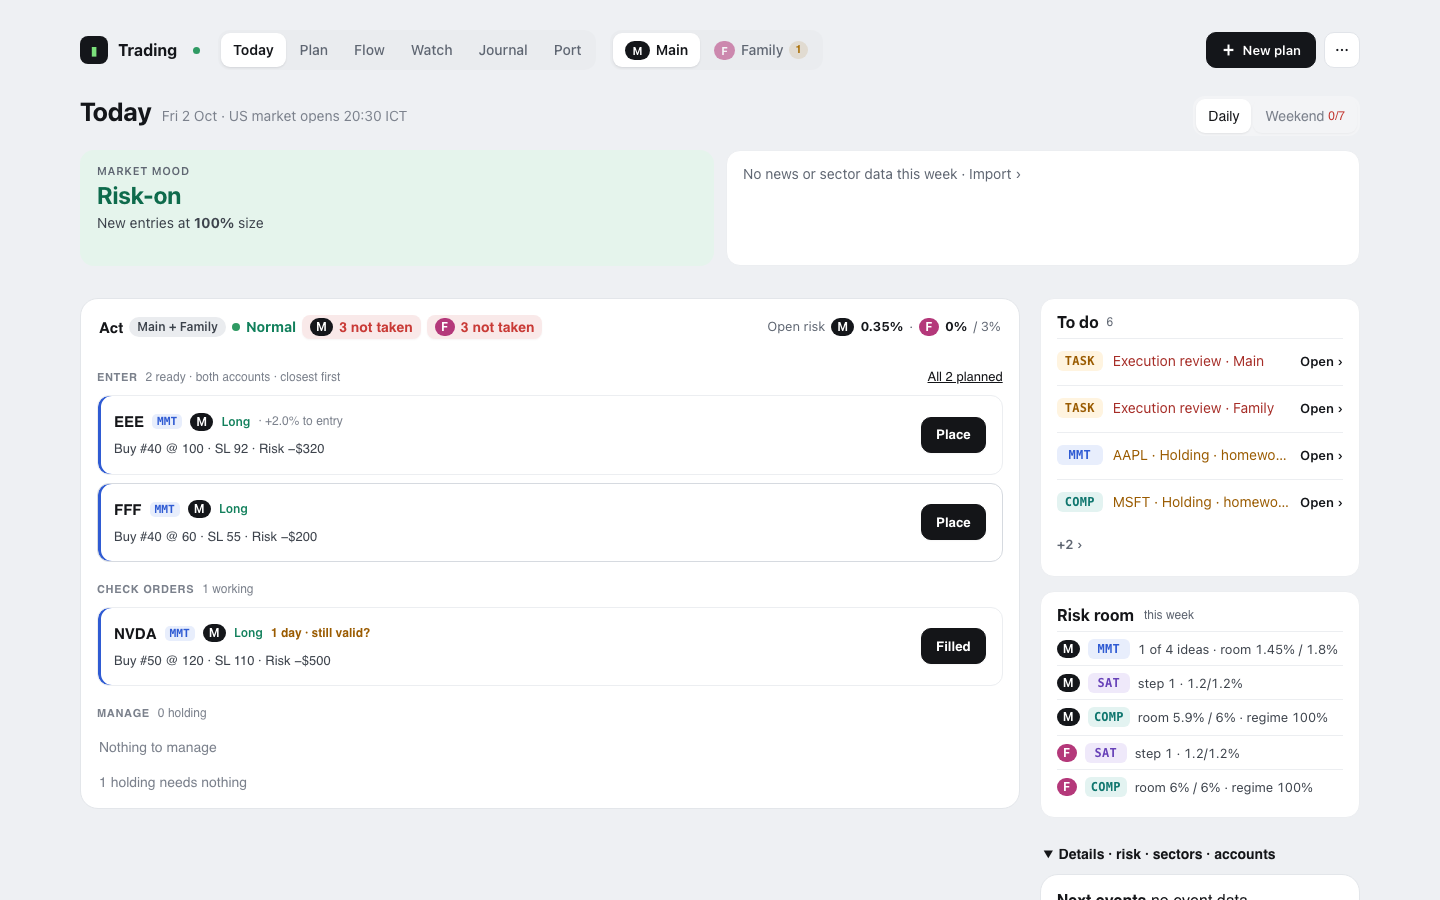 Trading
Today Plan Flow Watch Journal Port
M Main F Family 1
+ New plan ···
Today Fri 2 Oct · US market opens 20:30 ICT
Daily Weekend 0/7
MARKET MOOD
Risk-on
New entries at 100% size
No news or sector data this week · Import ›
Act Main + Family Normal M 3 not taken F 3 not taken
Open risk M 0.35% · F 0% / 3%
ENTER 2 ready · both accounts · closest first
All 2 planned
EEE MMT M Long · +2.0% to entry
Buy #40 @ 100 · SL 92 · Risk −$320
Place
FFF MMT M Long
Buy #40 @ 60 · SL 55 · Risk −$200
Place
CHECK ORDERS 1 working
NVDA MMT M Long 1 day · still valid?
Buy #50 @ 120 · SL 110 · Risk −$500
Filled
MANAGE 0 holding
Nothing to manage
1 holding needs nothing
To do 6
TASK Execution review · Main Open ›
TASK Execution review · Family Open ›
MMT AAPL · Holding · homewo... Open ›
COMP MSFT · Holding · homewo... Open ›
+2 ›
Risk room this week
M MMT 1 of 4 ideas · room 1.45% / 1.8%
M SAT step 1 · 1.2/1.2%
M COMP room 5.9% / 6% · regime 100%
F SAT step 1 · 1.2/1.2%
F COMP room 6% / 6% · regime 100%
▼ Details · risk · sectors · accounts
Next events no event data